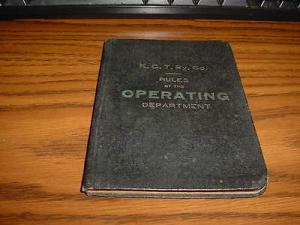 K. C. T. Ry. Co.
RULES
OF THE
OPERATING
DEPARTMENT